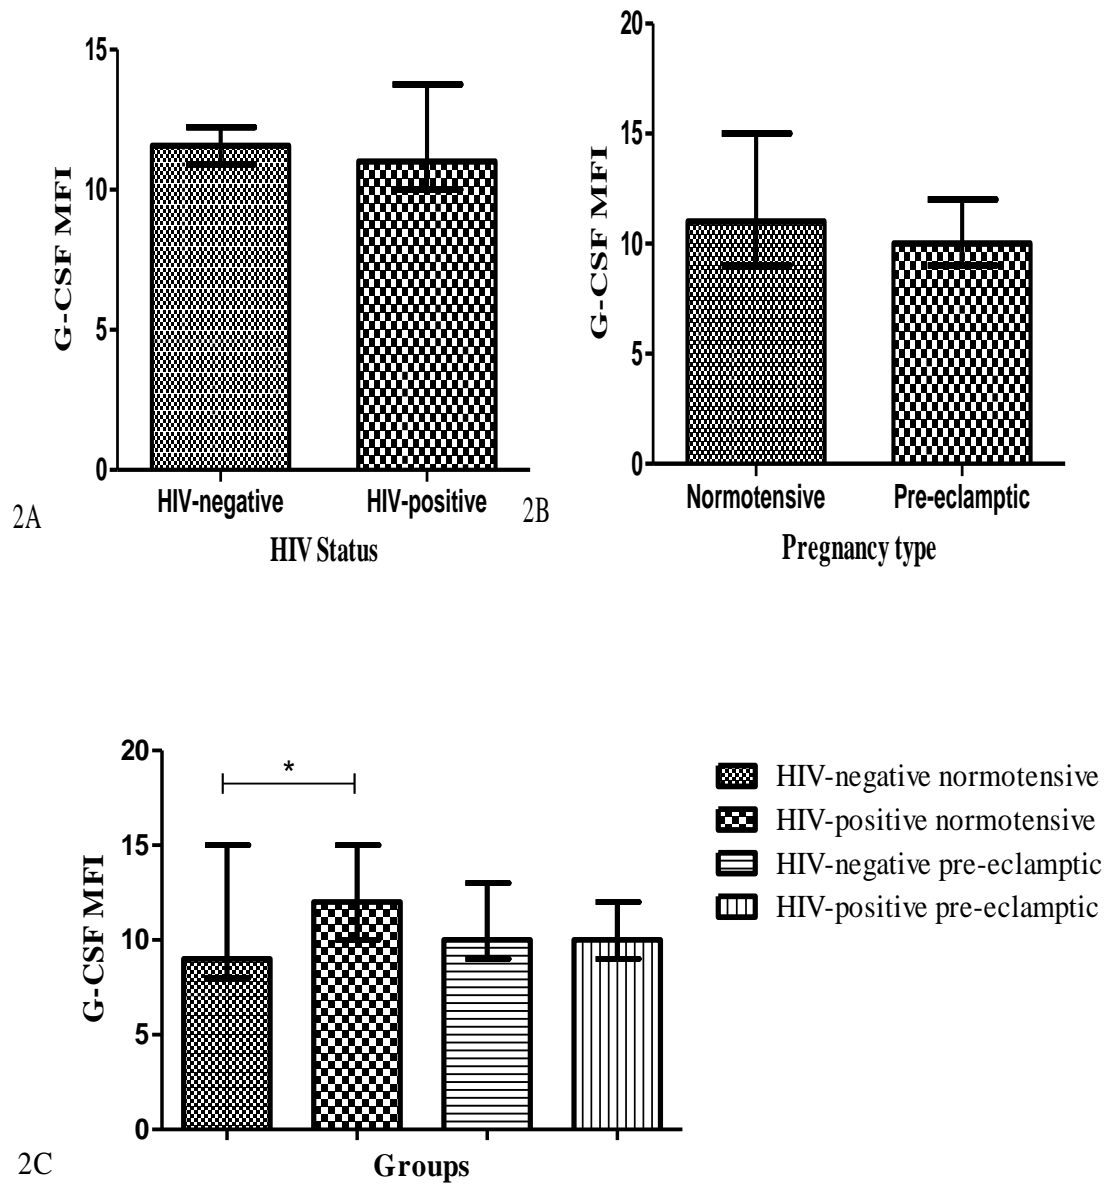 15
10
5
0
G-CSF MFI
HIV-negative
HIV-positive
HIV Status
2A
20
15
10
5
0
G-CSF MFI
Normotensive
Pre-eclamptic
Pregnancy type
2B
20
15
10
5
0
G-CSF MFI
*
Groups
2C
HIV-negative normotensive
HIV-positive normotensive
HIV-negative pre-eclamptic
HIV-positive pre-eclamptic